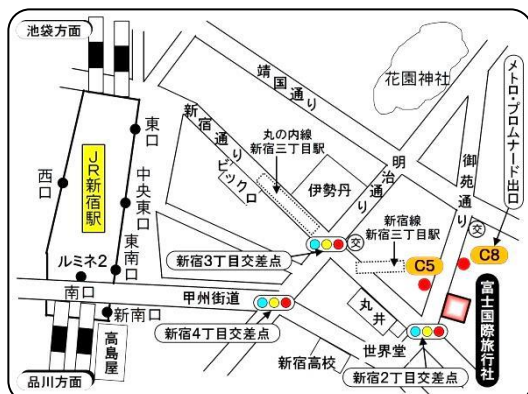 池袋方面
靖国通り
花園神社
メトロ・プロムナード出口
新宿通り
丸の内線
新宿三丁目駅
ビックロ
伊勢丹
明治通り
御苑通り
東口
JR新宿駅
中央東口
西口
東南口
ルミネ2
南口
新南口
甲州街道
高島屋
品川方面
新宿線
新宿三丁目駅
交
交
C5
C8
新宿3丁目交差点
新宿4丁目交差点
丸井
世界堂
新宿高校
新宿2丁目交差点
富士国際旅行社